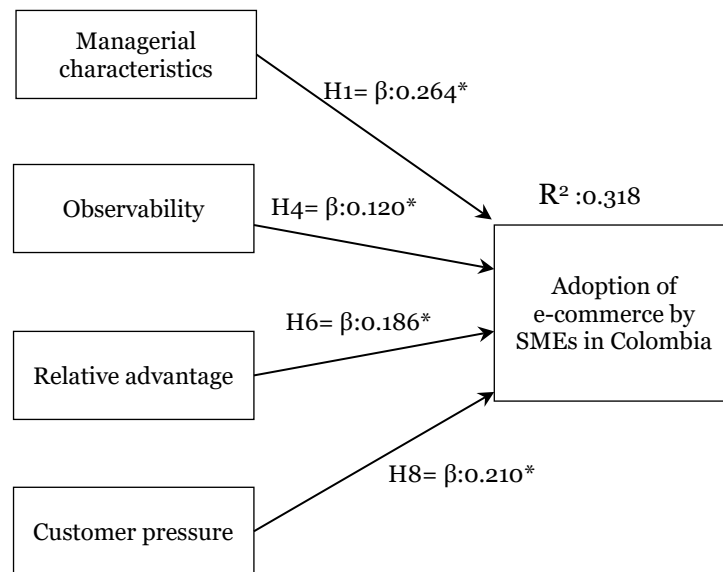 Managerial
characteristics
H1= β:0.264*
Observability
H4= β:0.120*
R² :0.318
Adoption of
e-commerce by
SMEs in Colombia
H6= β:0.186*
Relative advantage
H8= β:0.210*
Customer pressure